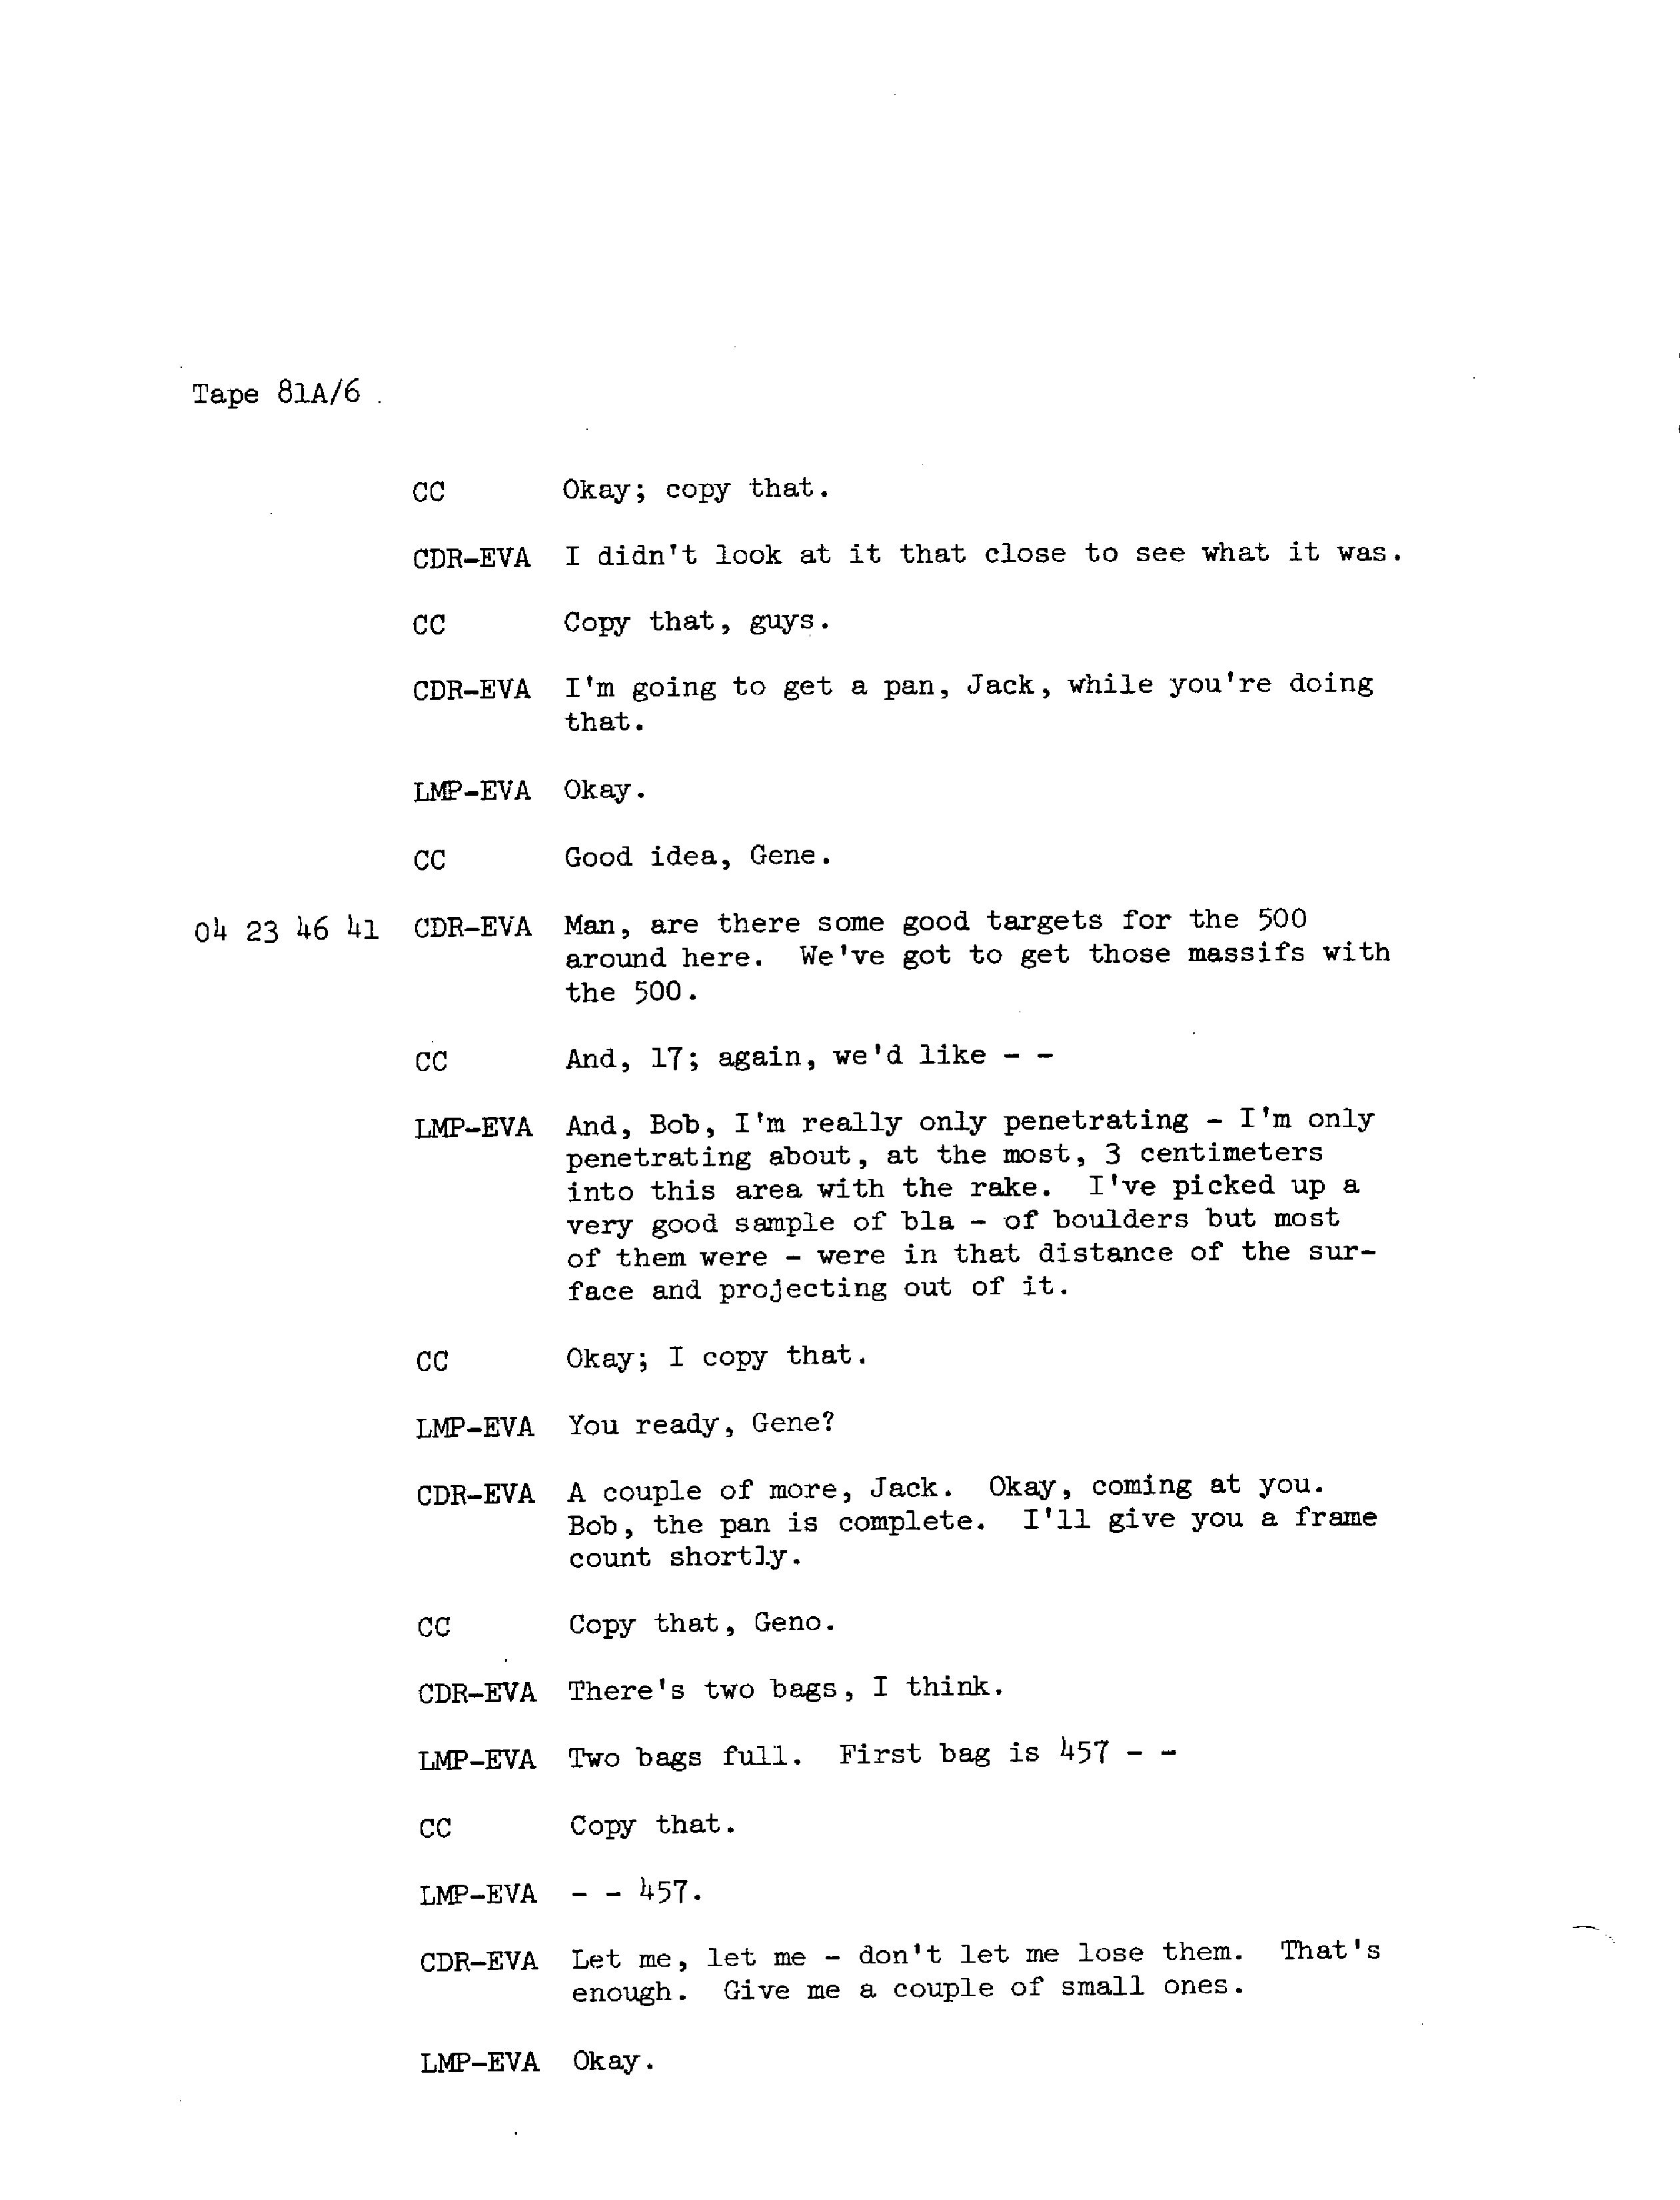 Tape 81A/6
CC Okay; copy that.
CDR-EVA I didn't look at it that close to see what it was.
CC Copy that, guys.
CDR-EVA I'm going to get a pan, Jack, while you're doing
that.
LMP-EVA Okay.
CC Good idea, Gene.
04 23 46 41 CDR-EVA Man, are there some good targets for the 500
around here. We've got to get those massifs with
the 500.
CC And, 17; again, we'd like - -
LMP-EVA And, Bob, I'm really only penetrating - I'm only
penetrating about, at the most, 3 centimeters
into this area with the rake. I've picked up a
very good sample of bla - of boulders but most
of them were - were in that distance of the sur-
face and projecting out of it.
CC Okay; I copy that.
LMP-EVA You ready, Gene?
CDR-EVA A couple of more, Jack. Okay, coming at you.
Bob, the pan is complete. I'll give you a frame
count shortly.
CC Copy that, Geno.
CDR-EVA There's two bags, I think.
LMP-EVA Two bags full. First bag is 457 - -
CC Copy that.
LMP-EVA - - 457.
CDR-EVA Let me, let me - don't let me lose them. That's
enough. Give me a couple of small ones.
LMP-EVA Okay.